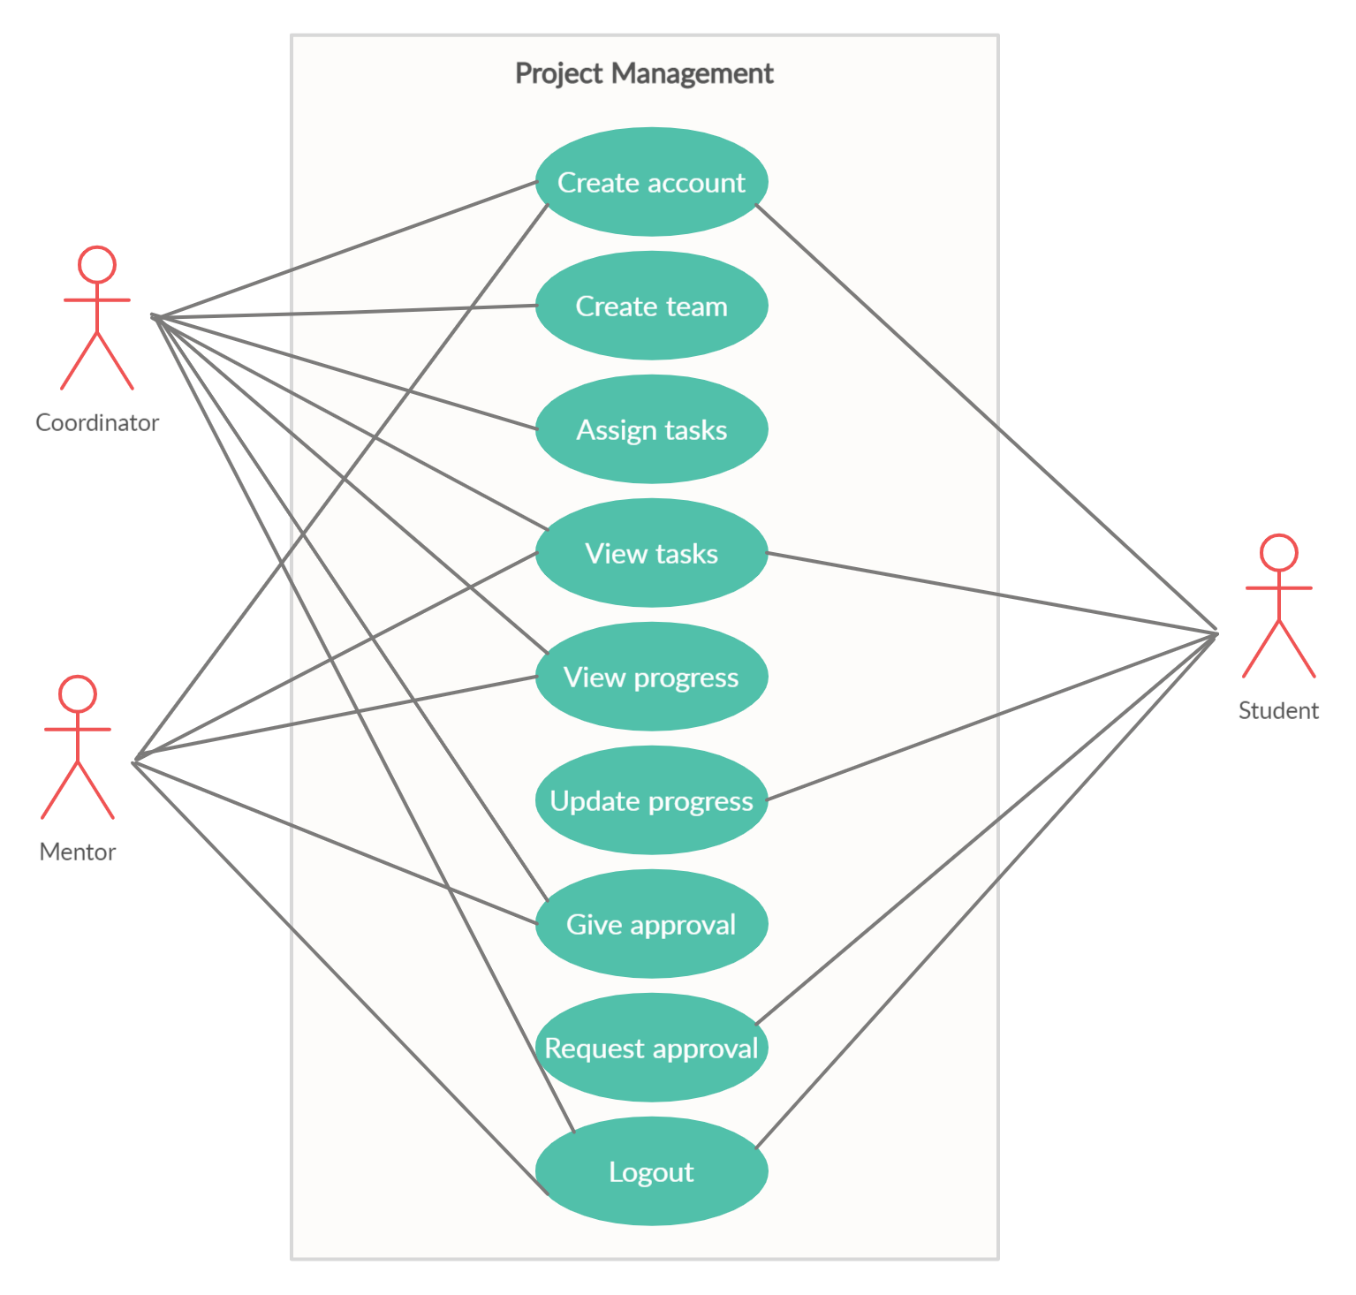 Project Management
Create account
Create team
Coordinator
Assign tasks
View tasks
View progress
Student
Update progress
Mentor
Give approval
Request approval
Logout